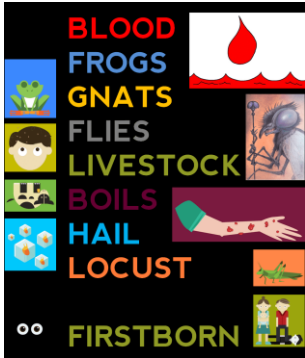 BLOOD
FROGS
GNATS
FLIES
LIVESTOCK
BOILS
HAIL
LOCUST
FIRSTBORN